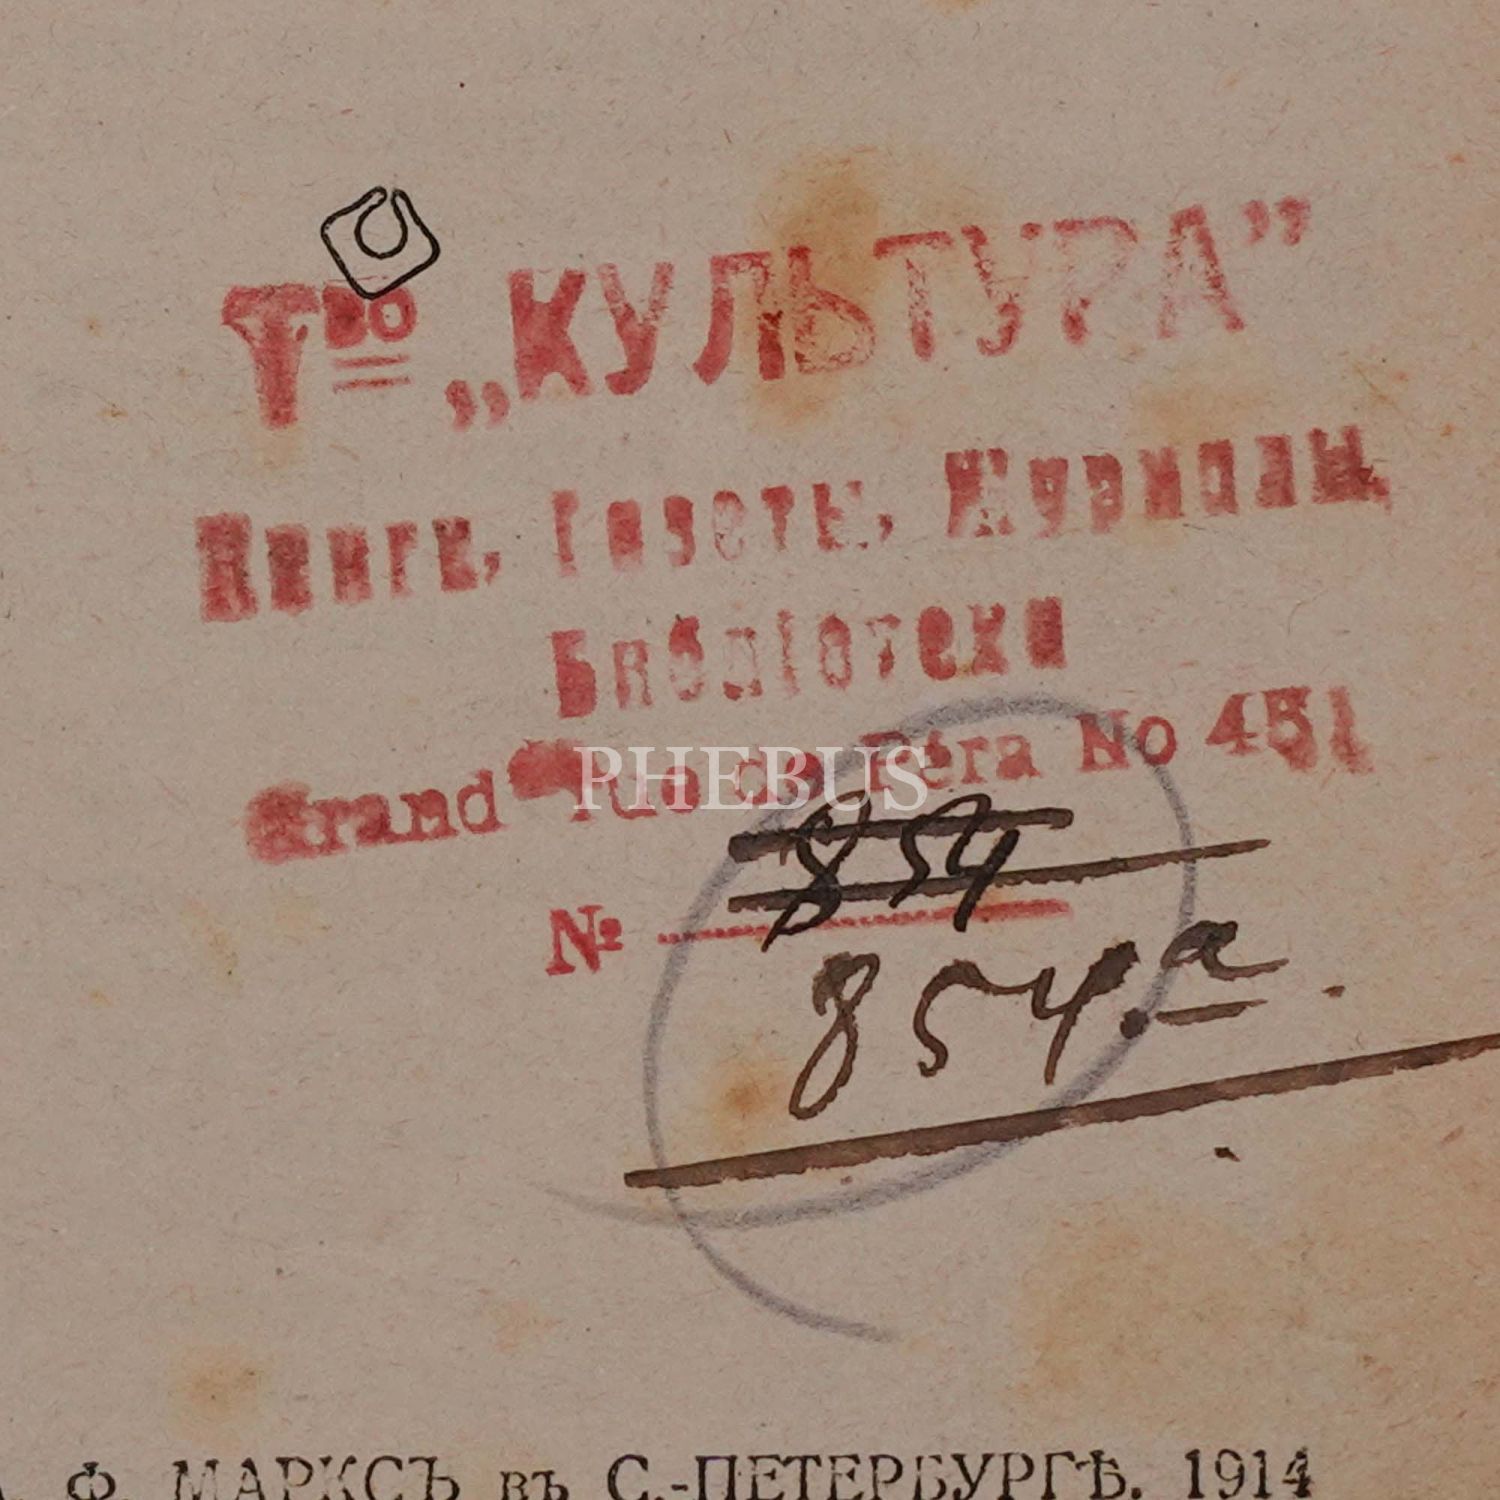 Т во „КУЛЬТУРА”
Книги, Газеты, Журналы,
Библіотека
Grand Rue de Péra No 451
PHEBUS
854
№
854.a.
Ф. МАРКСЪ въ С.-ПЕТЕРБУРГѢ. 1914